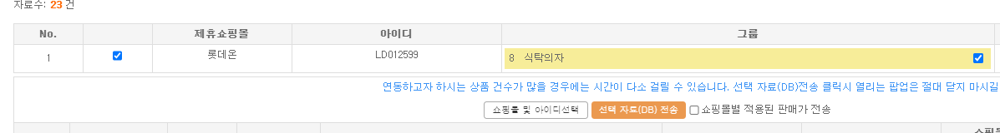 자료수: 23 건
No. 제휴쇼핑몰 아이디 그룹
1 롯데온 LD012599 8 식탁의자
연동하고자 하시는 상품 건수가 많을 경우에는 시간이 다소 걸릴 수 있습니다. 선택 자료(DB)전송 클릭시 열리는 팝업은 절대 닫지 마시길
쇼핑몰 및 아이디선택 선택 자료(DB) 전송 쇼핑몰별 적용된 판매가 전송